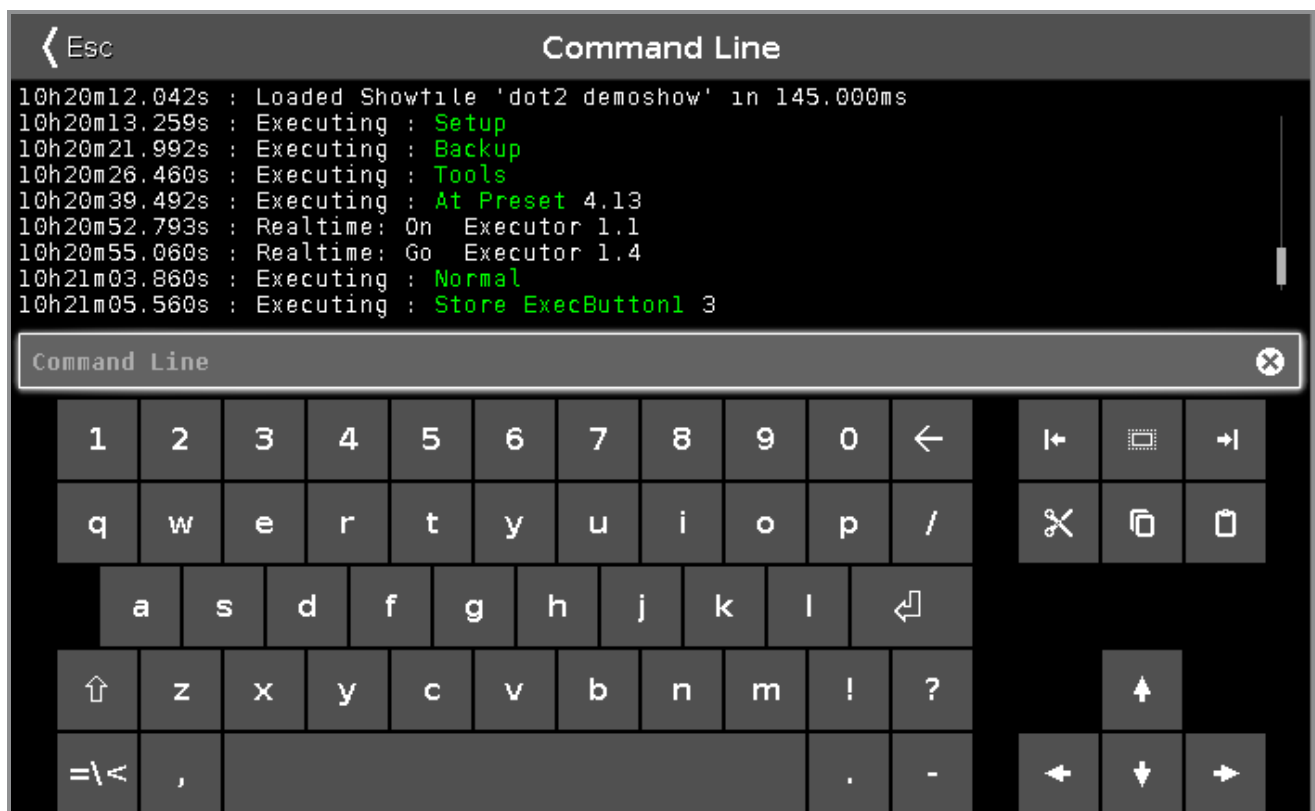 Esc
Command Line
10h20m12.042s : Loaded Showfile 'dot2 demoshow' in 145.000ms
10h20m13.259s : Executing : Setup
10h20m21.992s : Executing : Backup
10h20m26.460s : Executing : Tools
10h20m39.492s : Executing : At Preset 4.13
10h20m52.793s : Realtime: On  Executor 1.1
10h20m55.060s : Realtime: Go  Executor 1.4
10h21m03.860s : Executing : Normal
10h21m05.560s : Executing : Store ExecButton1 3
Command Line
1 2 3 4 5 6 7 8 9 0 ←
q w e r t y u i o p /
a s d f g h j k l
z x y c v b n m ! ?
=\< , . -